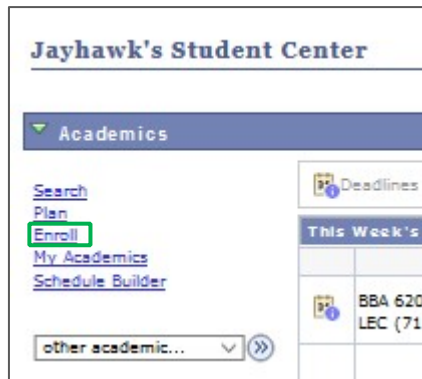 Jayhawk's Student Center
Academics
Search
Plan
Enroll
My Academics
Schedule Builder
other academic...
Deadlines
This Week's
BBA 620
LEC (71